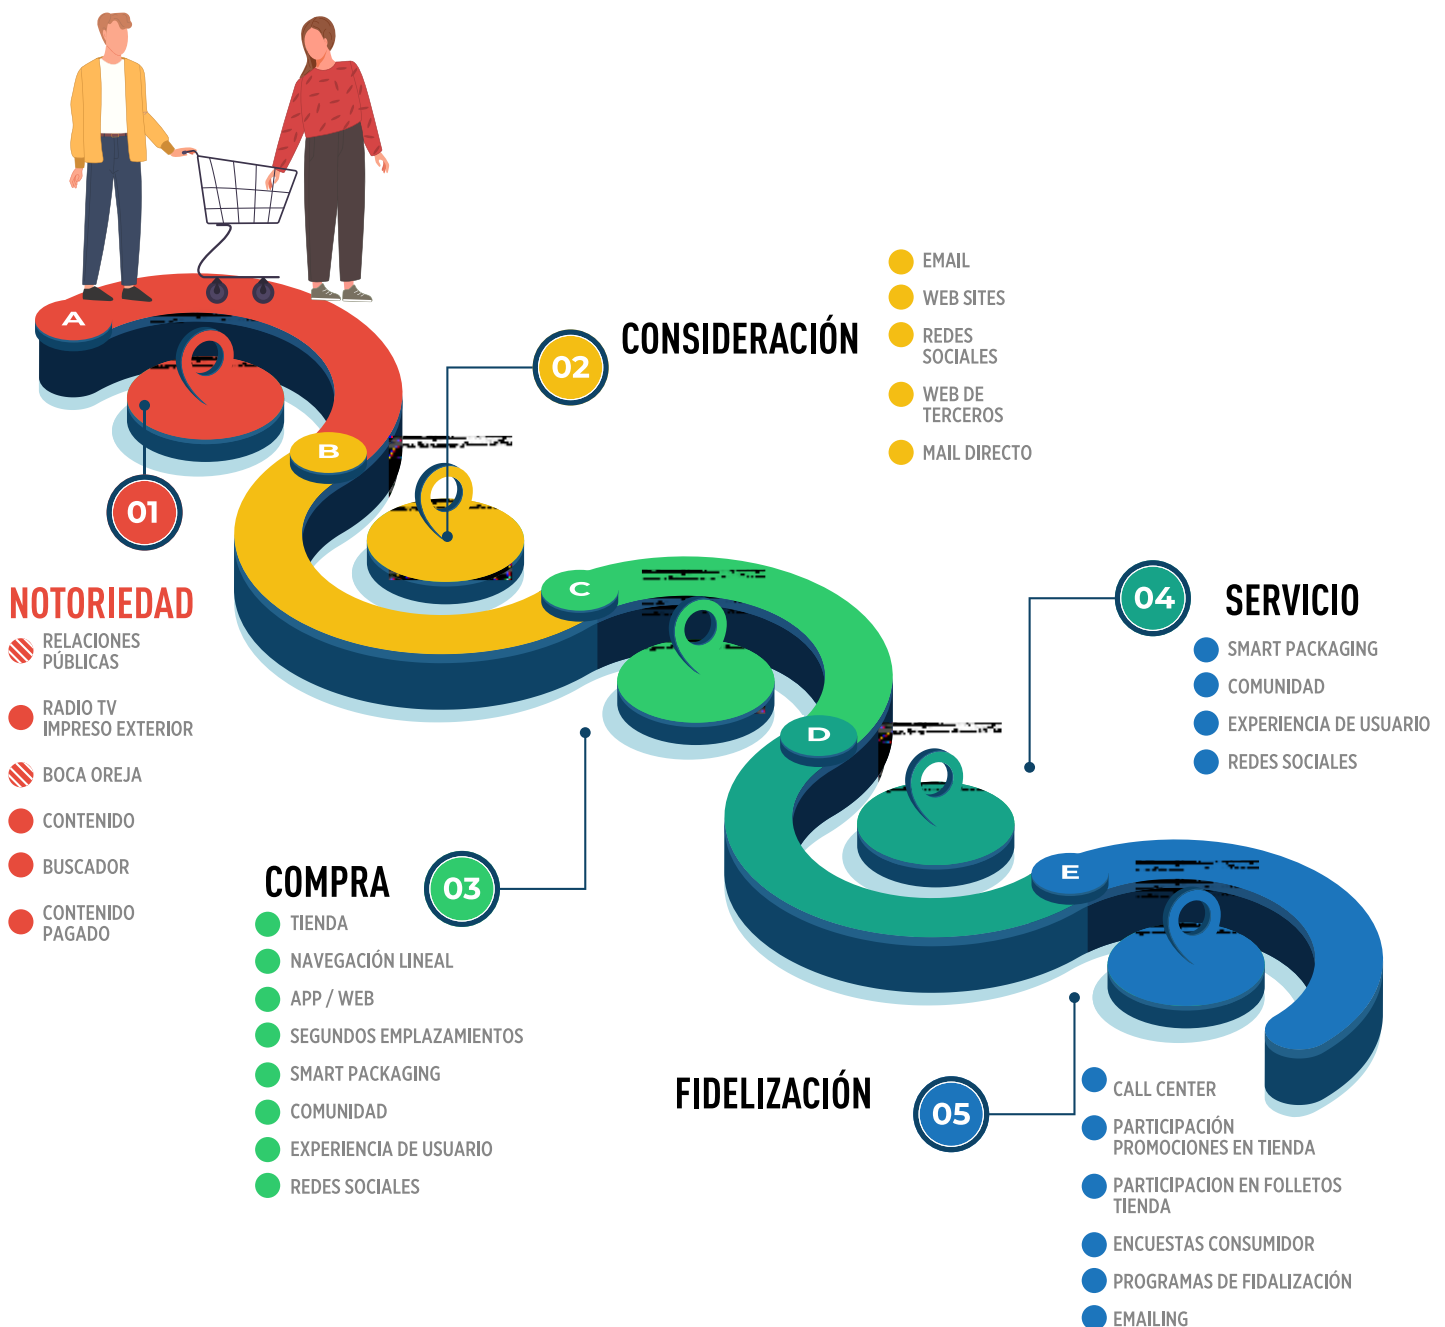 A
B
01
NOTORIEDAD
RELACIONES
PÚBLICAS
RADIO TV
IMPRESO EXTERIOR
BOCA OREJA
CONTENIDO
BUSCADOR
CONTENIDO
PAGADO
02
CONSIDERACIÓN
EMAIL
WEB SITES
REDES
SOCIALES
WEB DE
TERCEROS
MAIL DIRECTO
C
D
COMPRA
03
TIENDA
NAVEGACIÓN LINEAL
APP / WEB
SEGUNDOS EMPLAZAMIENTOS
SMART PACKAGING
COMUNIDAD
EXPERIENCIA DE USUARIO
REDES SOCIALES
04
SERVICIO
SMART PACKAGING
COMUNIDAD
EXPERIENCIA DE USUARIO
REDES SOCIALES
E
FIDELIZACIÓN
05
CALL CENTER
PARTICIPACIÓN
PROMOCIONES EN TIENDA
PARTICIPACION EN FOLLETOS
TIENDA
ENCUESTAS CONSUMIDOR
PROGRAMAS DE FIDALIZACIÓN
EMAILING